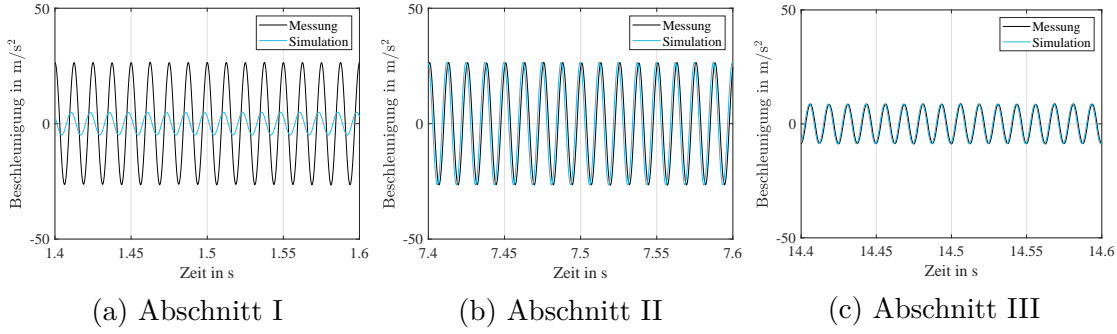 50
Messung
Simulation
0
-50
Beschleunigung in m/s²
1.4 1.45 1.5 1.55 1.6
Zeit in s
(a) Abschnitt I
50
Messung
Simulation
0
-50
Beschleunigung in m/s²
7.4 7.45 7.5 7.55 7.6
Zeit in s
(b) Abschnitt II
50
Messung
Simulation
0
-50
Beschleunigung in m/s²
14.4 14.45 14.5 14.55 14.6
Zeit in s
(c) Abschnitt III